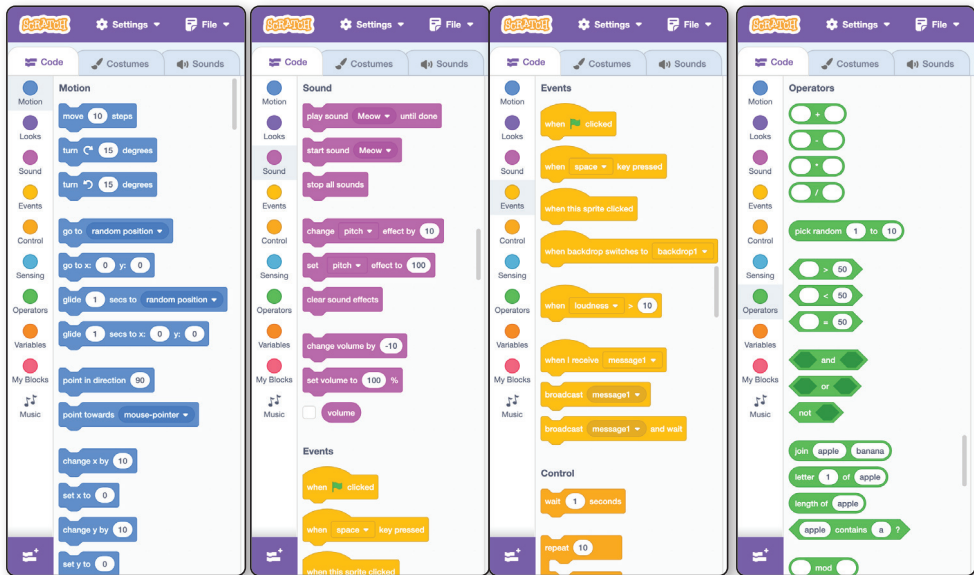 SCRATCH Settings File
Code Costumes Sounds
Motion
Looks
Sound
Events
Control
Sensing
Operators
Variables
My Blocks
Music
Motion
move 10 steps
turn 15 degrees
turn 15 degrees
go to random position
go to x: 0 y: 0
glide 1 secs to random position
glide 1 secs to x: 0 y: 0
point in direction 90
point towards mouse-pointer
change x by 10
set x to 0
change y by 10
set y to 0
SCRATCH Settings File
Code Costumes Sounds
Motion
Looks
Sound
Events
Control
Sensing
Operators
Variables
My Blocks
Music
Sound
play sound Meow until done
start sound Meow
stop all sounds
change pitch effect by 10
set pitch effect to 100
clear sound effects
change volume by -10
set volume to 100 %
volume
Events
when clicked
when space key pressed
when this sprite clicked
SCRATCH Settings File
Code Costumes Sounds
Motion
Looks
Sound
Events
Control
Sensing
Operators
Variables
My Blocks
Music
Events
when clicked
when space key pressed
when this sprite clicked
when backdrop switches to backdrop1
when loudness > 10
when I receive message1
broadcast message1
broadcast message1 and wait
Control
wait 1 seconds
repeat 10
SCRATCH Settings File
Code Costumes Sounds
Motion
Looks
Sound
Events
Control
Sensing
Operators
Variables
My Blocks
Music
Operators
+
-
*
/
pick random 1 to 10
> 50
< 50
= 50
and
or
not
join apple banana
letter 1 of apple
length of apple
apple contains a ?
mod